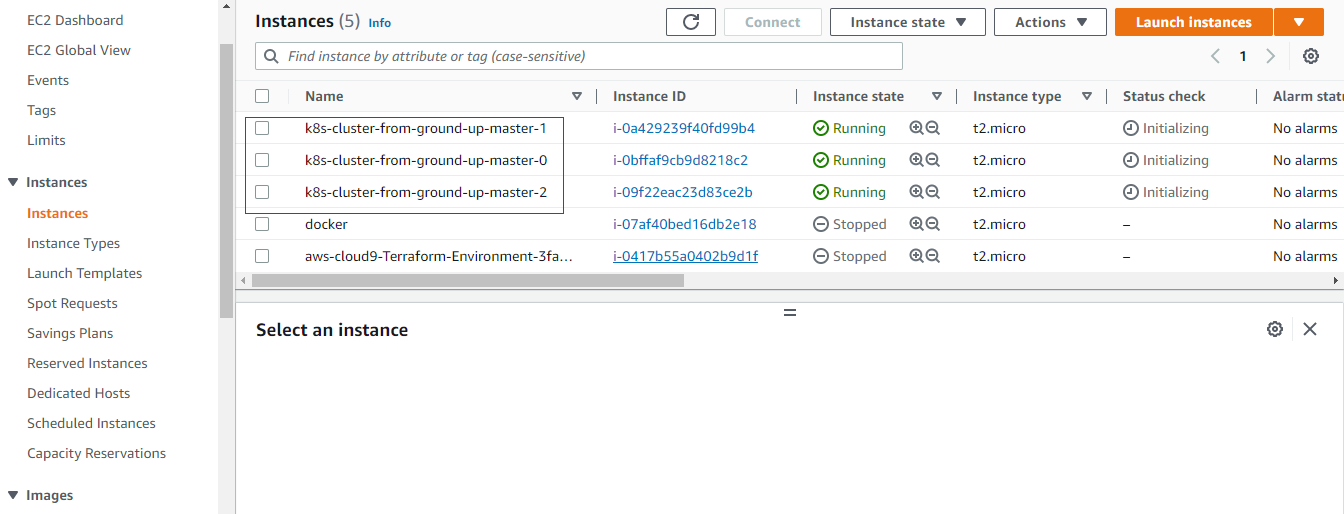 EC2 Dashboard
EC2 Global View
Events
Tags
Limits
Instances
Instances
Instance Types
Launch Templates
Spot Requests
Savings Plans
Reserved Instances
Dedicated Hosts
Scheduled Instances
Capacity Reservations
Images
Instances (5) Info Connect Instance state Actions Launch instances
Find instance by attribute or tag (case-sensitive) 1
Name Instance ID Instance state Instance type Status check Alarm stat
k8s-cluster-from-ground-up-master-1 i-0a429239f40fd99b4 Running t2.micro Initializing No alarms
k8s-cluster-from-ground-up-master-0 i-0bffaf9cb9d8218c2 Running t2.micro Initializing No alarms
k8s-cluster-from-ground-up-master-2 i-09f22eac23d83ce2b Running t2.micro Initializing No alarms
docker i-07af40bed16db2e18 Stopped t2.micro – No alarms
aws-cloud9-Terraform-Environment-3fa... i-0417b55a0402b9d1f Stopped t2.micro – No alarms
Select an instance